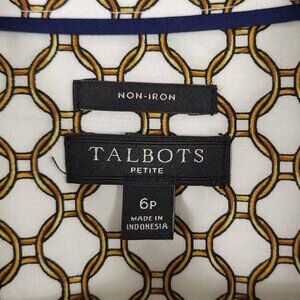 NON-IRON
TALBOTS
PETITE
6P
MADE IN
INDONESIA